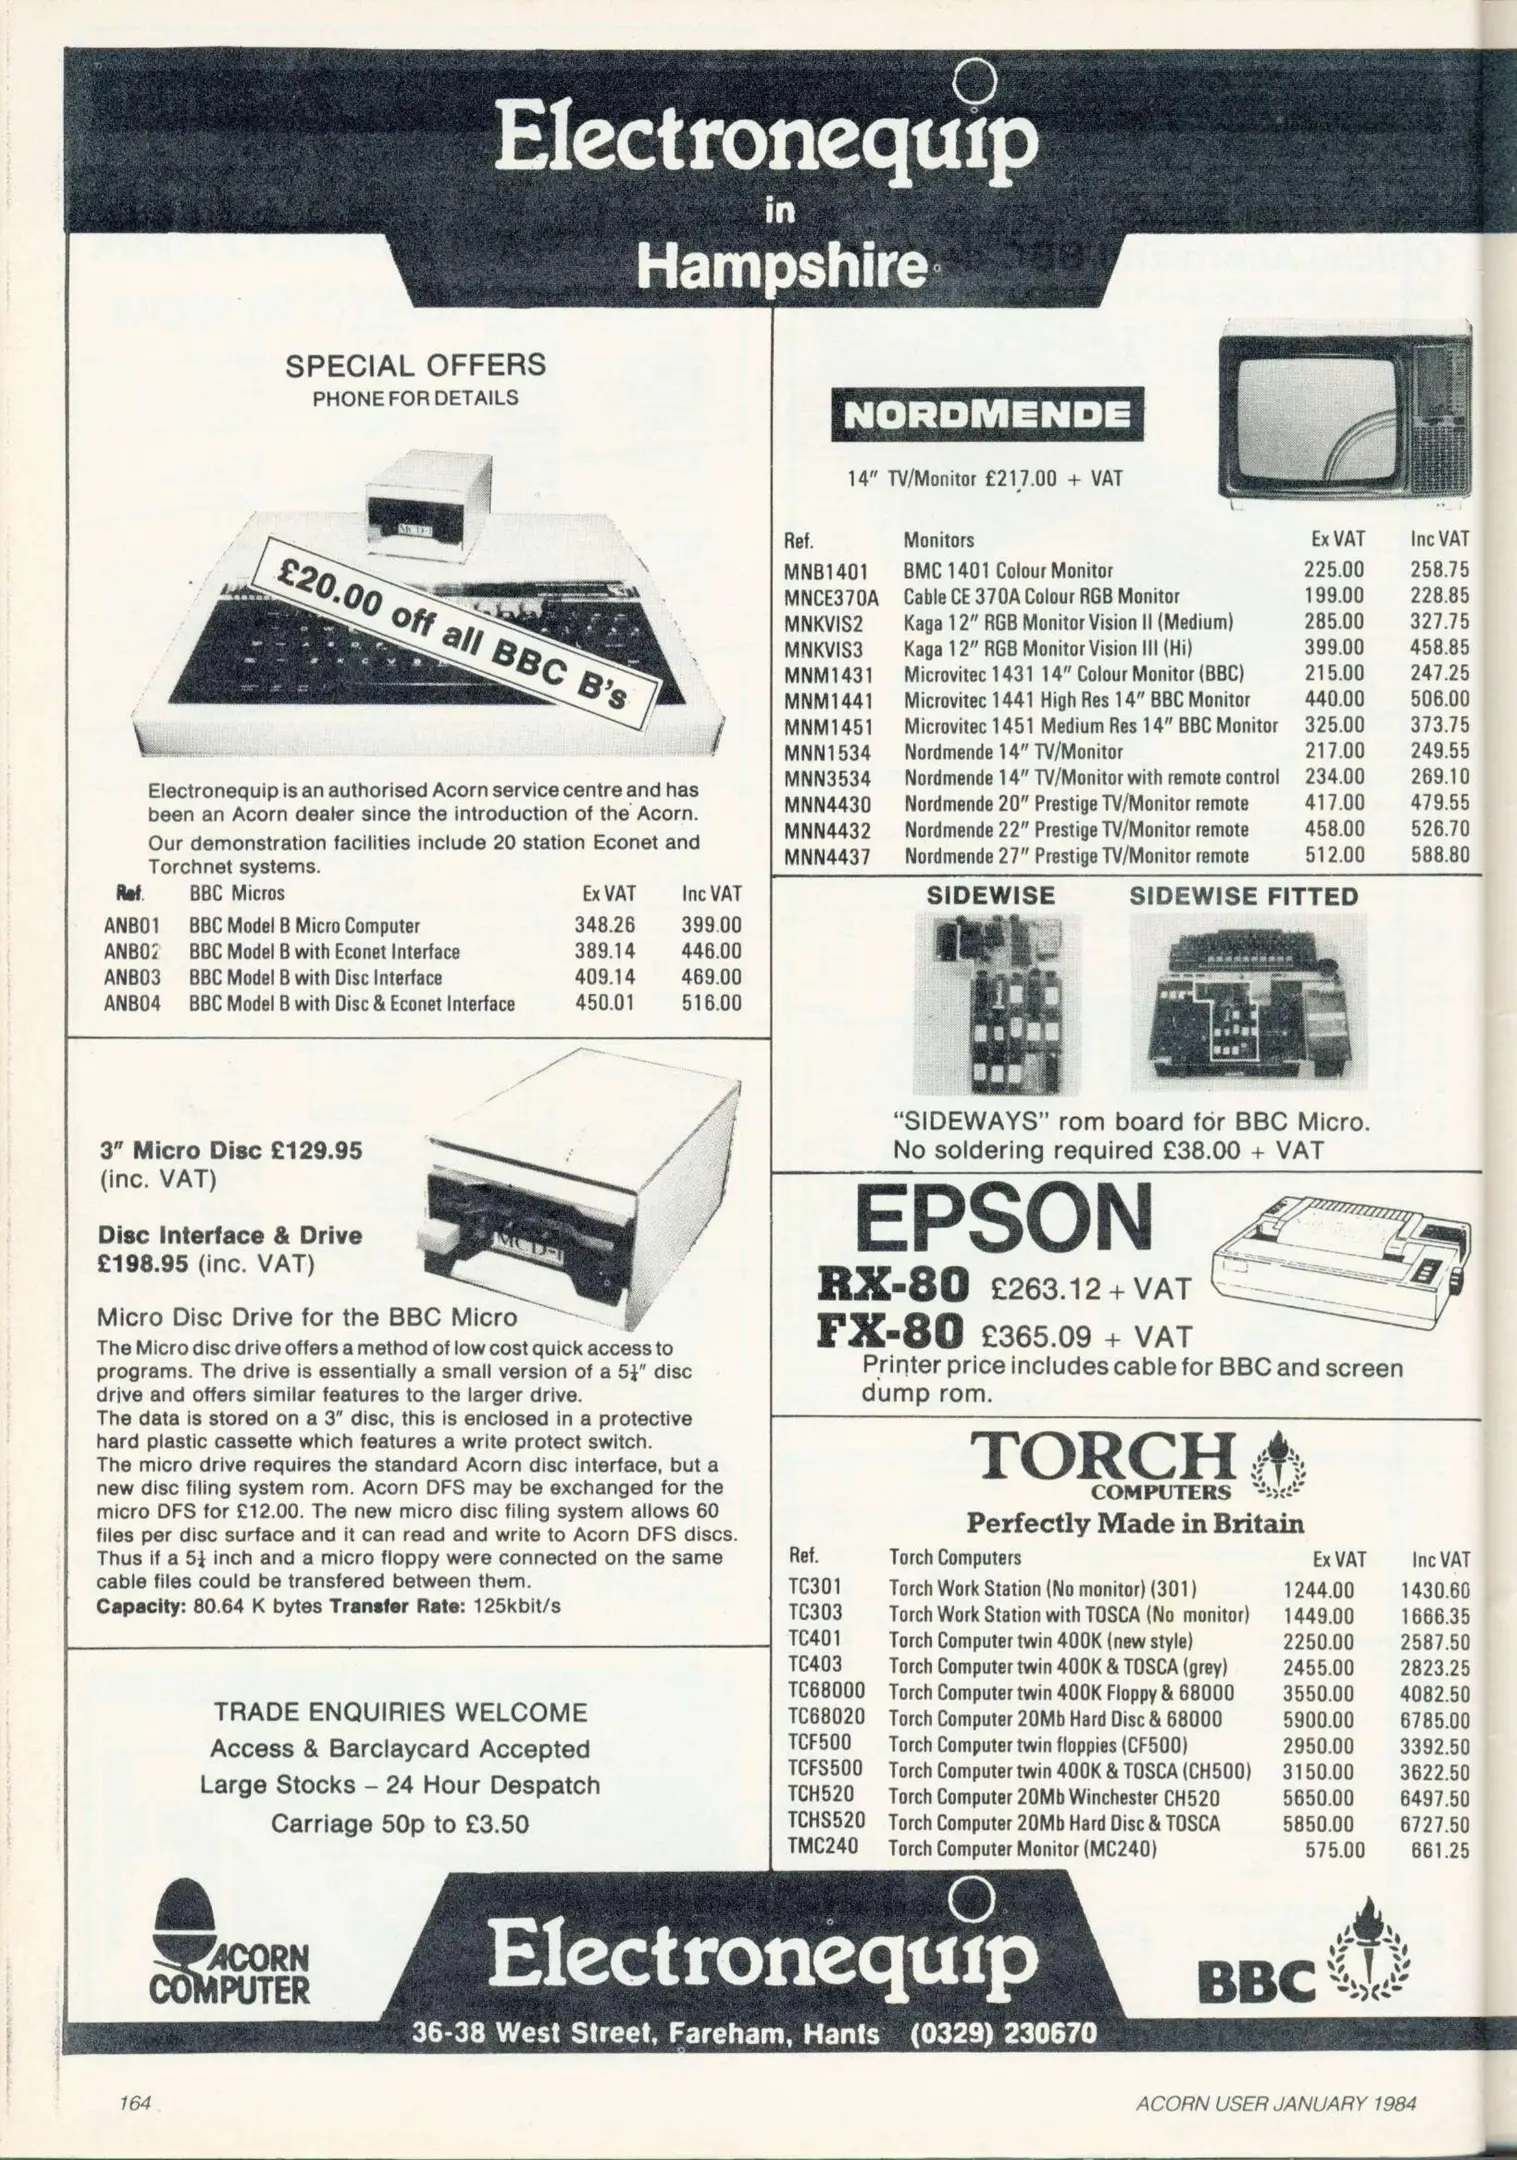 Electronequip
in
Hampshire
SPECIAL OFFERS
PHONE FOR DETAILS
MCD-1
£20.00 off all BBC B's
Electronequip is an authorised Acorn service centre and has
been an Acorn dealer since the introduction of the Acorn.
Our demonstration facilities include 20 station Econet and
Torchnet systems.
Ref. BBC Micros Ex VAT Inc VAT
ANB01 BBC Model B Micro Computer 348.26 399.00
ANB02 BBC Model B with Econet Interface 389.14 446.00
ANB03 BBC Model B with Disc Interface 409.14 469.00
ANB04 BBC Model B with Disc & Econet Interface 450.01 516.00
3" Micro Disc £129.95
(inc. VAT)
Disc Interface & Drive
£198.95 (inc. VAT)
MCD-1
Micro Disc Drive for the BBC Micro
The Micro disc drive offers a method of low cost quick access to
programs. The drive is essentially a small version of a 5¼" disc
drive and offers similar features to the larger drive.
The data is stored on a 3" disc, this is enclosed in a protective
hard plastic cassette which features a write protect switch.
The micro drive requires the standard Acorn disc interface, but a
new disc filing system rom. Acorn DFS may be exchanged for the
micro DFS for £12.00. The new micro disc filing system allows 60
files per disc surface and it can read and write to Acorn DFS discs.
Thus if a 5¼ inch and a micro floppy were connected on the same
cable files could be transfered between them.
Capacity: 80.64 K bytes Transfer Rate: 125kbit/s
TRADE ENQUIRIES WELCOME
Access & Barclaycard Accepted
Large Stocks – 24 Hour Despatch
Carriage 50p to £3.50
NORDMENDE
14" TV/Monitor £217.00 + VAT
Ref. Monitors Ex VAT Inc VAT
MNB1401 BMC 1401 Colour Monitor 225.00 258.75
MNCE370A Cable CE 370A Colour RGB Monitor 199.00 228.85
MNKVIS2 Kaga 12" RGB Monitor Vision II (Medium) 285.00 327.75
MNKVIS3 Kaga 12" RGB Monitor Vision III (Hi) 399.00 458.85
MNM1431 Microvitec 1431 14" Colour Monitor (BBC) 215.00 247.25
MNM1441 Microvitec 1441 High Res 14" BBC Monitor 440.00 506.00
MNM1451 Microvitec 1451 Medium Res 14" BBC Monitor 325.00 373.75
MNN1534 Nordmende 14" TV/Monitor 217.00 249.55
MNN3534 Nordmende 14" TV/Monitor with remote control 234.00 269.10
MNN4430 Nordmende 20" Prestige TV/Monitor remote 417.00 479.55
MNN4432 Nordmende 22" Prestige TV/Monitor remote 458.00 526.70
MNN4437 Nordmende 27" Prestige TV/Monitor remote 512.00 588.80
SIDEWISE SIDEWISE FITTED
"SIDEWAYS" rom board for BBC Micro.
No soldering required £38.00 + VAT
EPSON
RX-80 £263.12 + VAT
FX-80 £365.09 + VAT
Printer price includes cable for BBC and screen
dump rom.
TORCH
COMPUTERS
Perfectly Made in Britain
Ref. Torch Computers Ex VAT Inc VAT
TC301 Torch Work Station (No monitor) (301) 1244.00 1430.60
TC303 Torch Work Station with TOSCA (No monitor) 1449.00 1666.35
TC401 Torch Computer twin 400K (new style) 2250.00 2587.50
TC403 Torch Computer twin 400K & TOSCA (grey) 2455.00 2823.25
TC68000 Torch Computer twin 400K Floppy & 68000 3550.00 4082.50
TC68020 Torch Computer 20Mb Hard Disc & 68000 5900.00 6785.00
TCF500 Torch Computer twin floppies (CF500) 2950.00 3392.50
TCFS500 Torch Computer twin 400K & TOSCA (CH500) 3150.00 3622.50
TCH520 Torch Computer 20Mb Winchester CH520 5650.00 6497.50
TCHS520 Torch Computer 20Mb Hard Disc & TOSCA 5850.00 6727.50
TMC240 Torch Computer Monitor (MC240) 575.00 661.25
ACORN
COMPUTER
Electronequip
BBC
36-38 West Street, Fareham, Hants (0329) 230670
164
ACORN USER JANUARY 1984